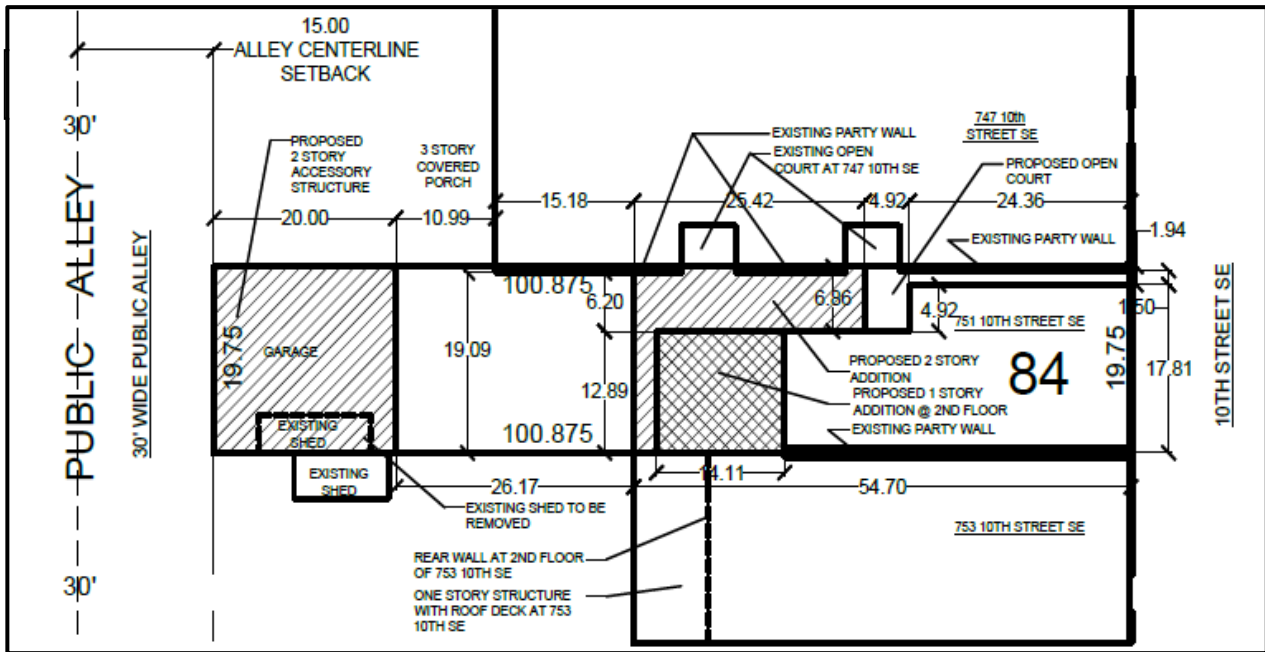 15.00
ALLEY CENTERLINE
SETBACK
30'
PROPOSED
2 STORY
ACCESSORY
STRUCTURE
3 STORY
COVERED
PORCH
EXISTING PARTY WALL
EXISTING OPEN
COURT AT 747 10TH SE
747 10th
STREET SE
PROPOSED OPEN
COURT
20.00
10.99
15.18
25.42
4.92
24.36
1.94
EXISTING PARTY WALL
PUBLIC ALLEY
30' WIDE PUBLIC ALLEY
100.875
6.20
6.86
4.92
1.50
751 10TH STREET SE
10TH STREET SE
19.75
GARAGE
19.09
12.89
84
19.75
17.81
PROPOSED 2 STORY
ADDITION
PROPOSED 1 STORY
ADDITION @ 2ND FLOOR
EXISTING PARTY WALL
EXISTING
SHED
100.875
EXISTING
SHED
26.17
14.11
54.70
EXISTING SHED TO BE
REMOVED
753 10TH STREET SE
REAR WALL AT 2ND FLOOR
OF 753 10TH SE
30'
ONE STORY STRUCTURE
WITH ROOF DECK AT 753
10TH SE